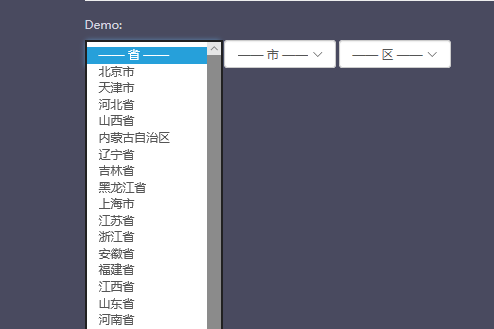 Demo:
—— 省 ——
—— 市 ——
—— 区 ——
北京市
天津市
河北省
山西省
内蒙古自治区
辽宁省
吉林省
黑龙江省
上海市
江苏省
浙江省
安徽省
福建省
江西省
山东省
河南省